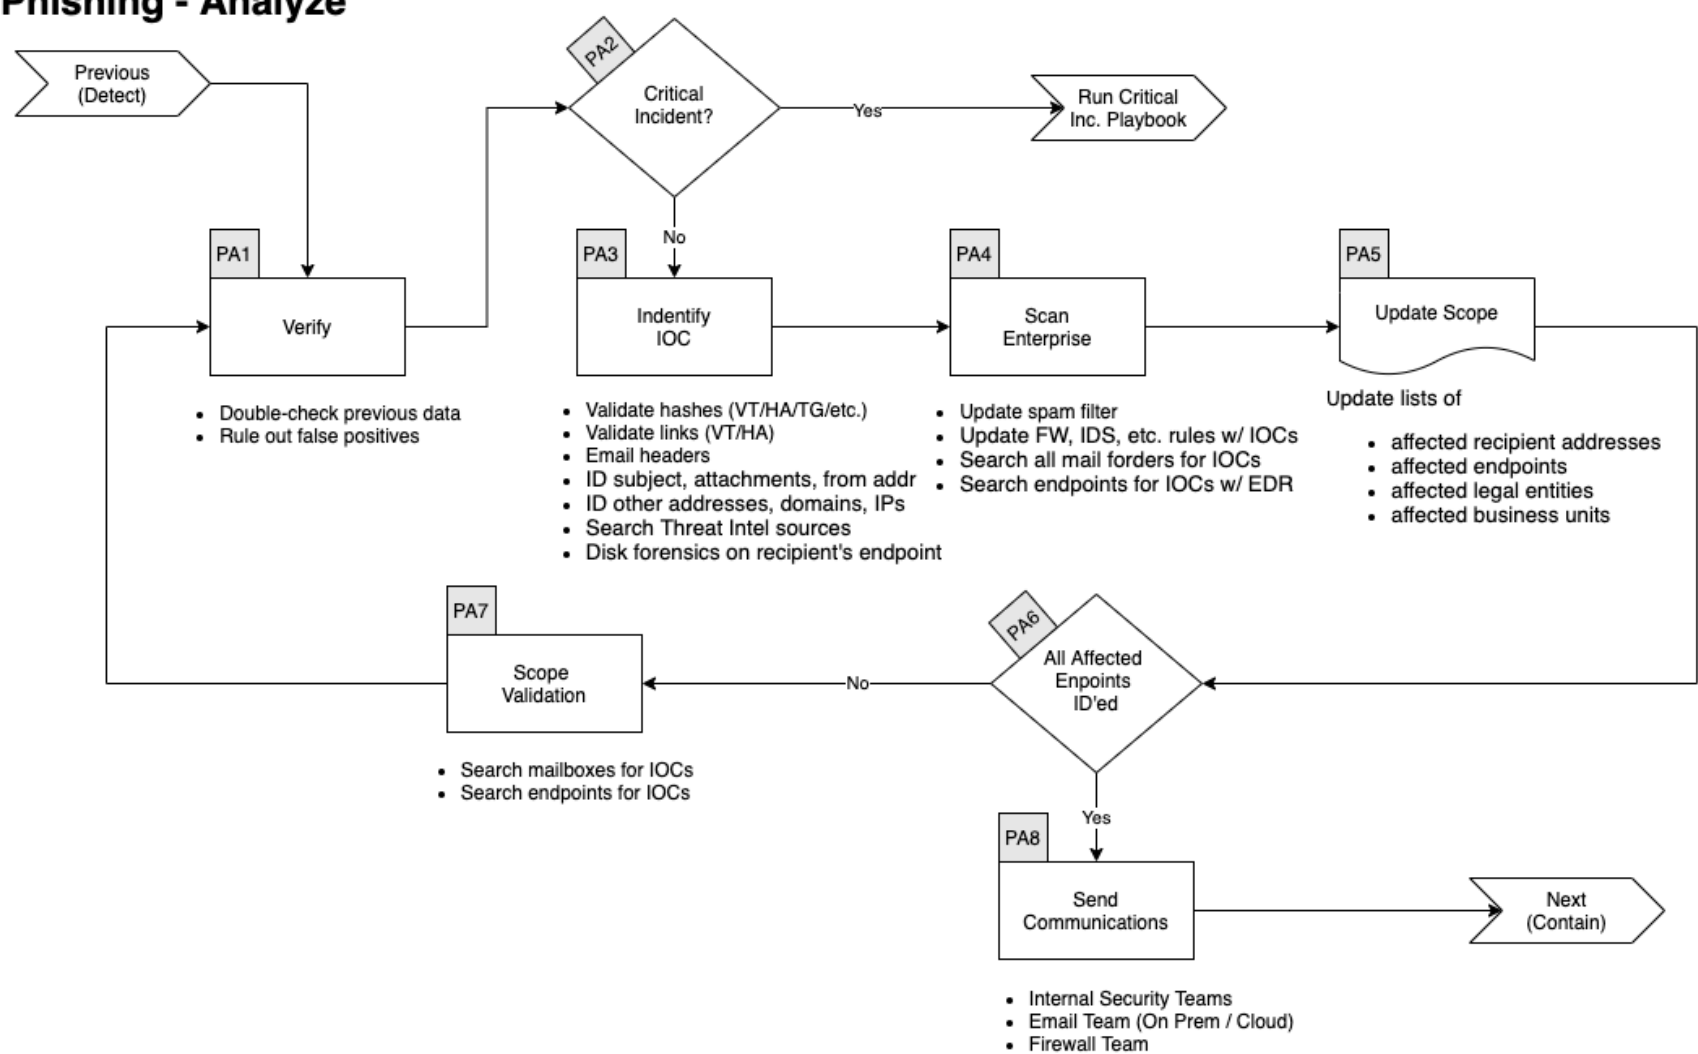 Phishing - Analyze
Previous
(Detect)
PA2
Critical
Incident?
Yes
Run Critical
Inc. Playbook
No
PA1
Verify
• Double-check previous data
• Rule out false positives
PA3
Indentify
IOC
• Validate hashes (VT/HA/TG/etc.)
• Validate links (VT/HA)
• Email headers
• ID subject, attachments, from addr
• ID other addresses, domains, IPs
• Search Threat Intel sources
• Disk forensics on recipient's endpoint
PA4
Scan
Enterprise
• Update spam filter
• Update FW, IDS, etc. rules w/ IOCs
• Search all mail forders for IOCs
• Search endpoints for IOCs w/ EDR
PA5
Update Scope
Update lists of
• affected recipient addresses
• affected endpoints
• affected legal entities
• affected business units
PA6
All Affected
Enpoints
ID'ed
No
PA7
Scope
Validation
• Search mailboxes for IOCs
• Search endpoints for IOCs
Yes
PA8
Send
Communications
• Internal Security Teams
• Email Team (On Prem / Cloud)
• Firewall Team
Next
(Contain)